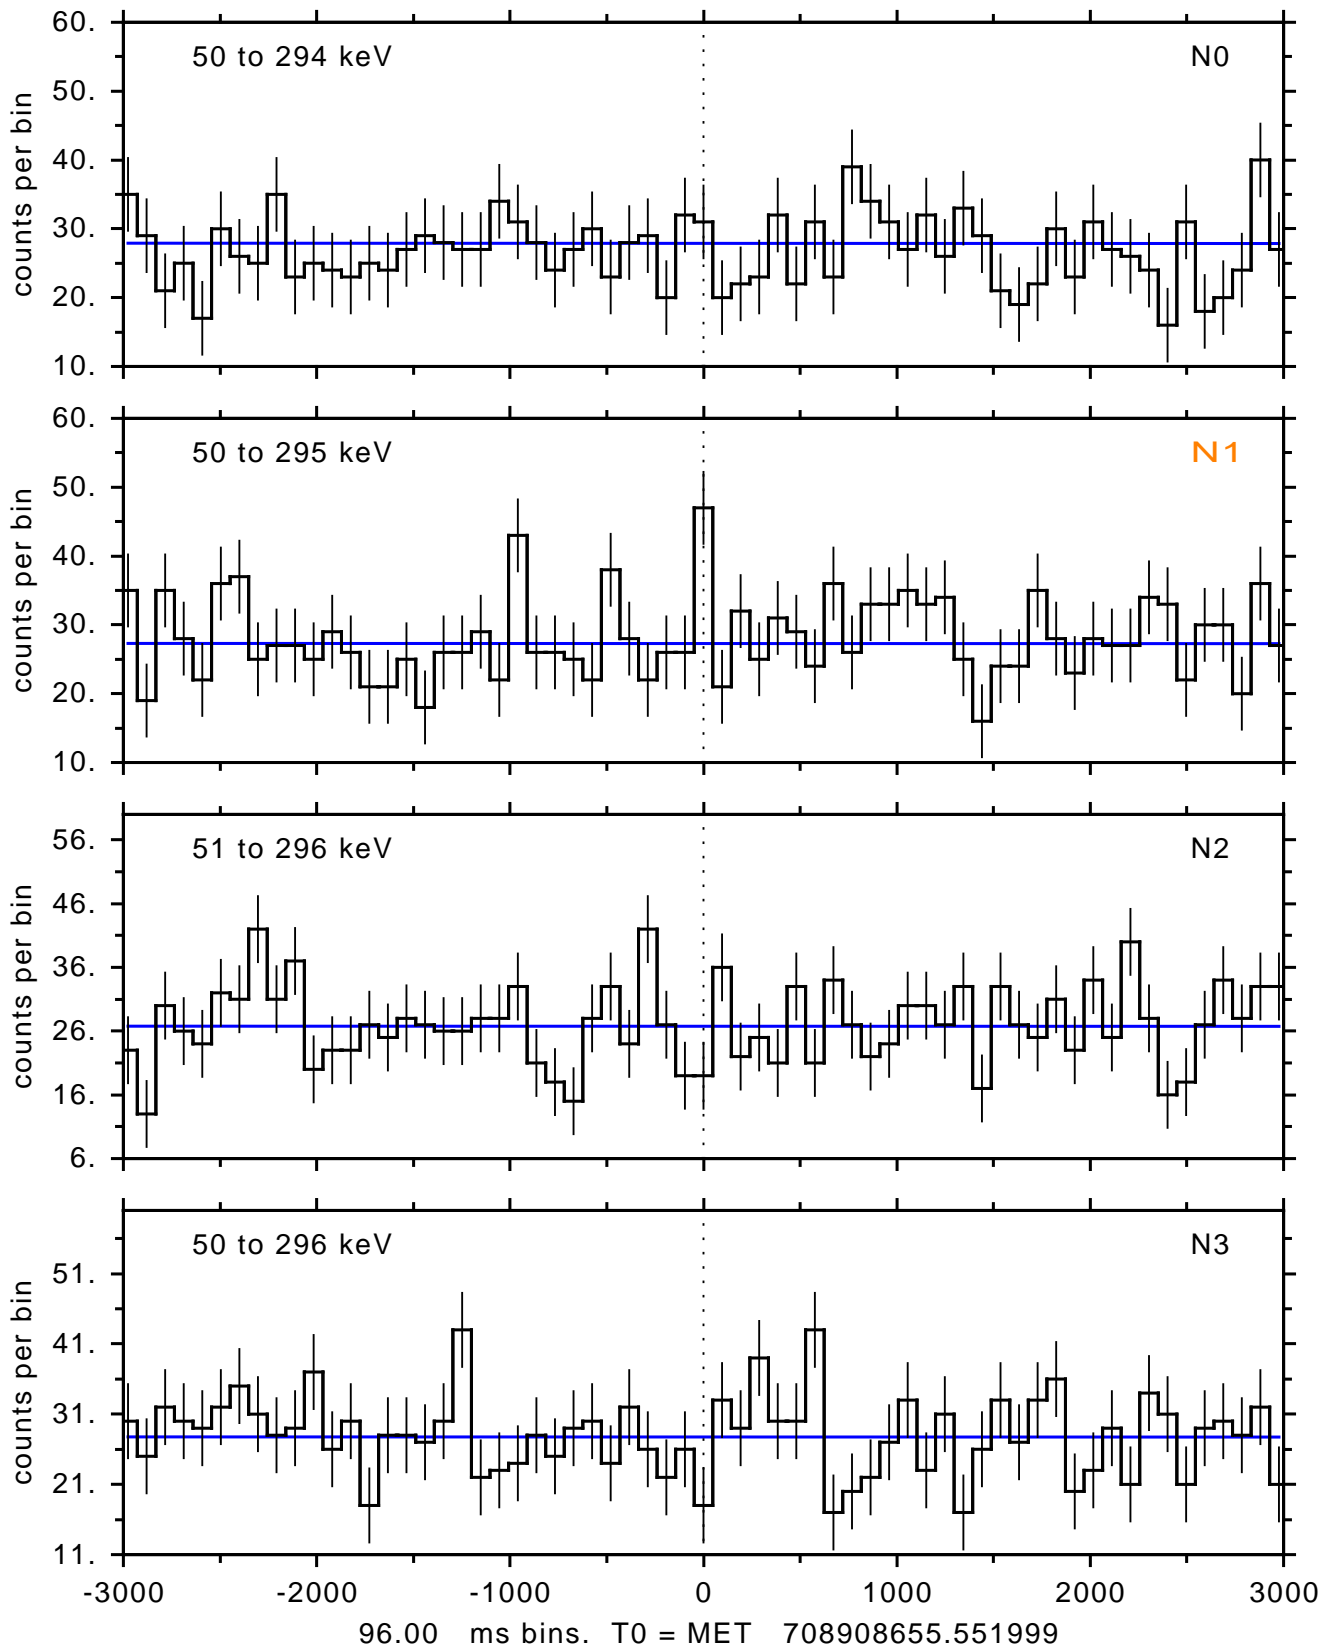 60.
50 to 294 keV N0
50.
40.
30.
20.
10.
counts per bin
60.
50 to 295 keV N1
50.
40.
30.
20.
10.
counts per bin
56.
51 to 296 keV N2
46.
36.
26.
16.
6.
counts per bin
50 to 296 keV N3
51.
41.
31.
21.
11.
counts per bin
-3000 -2000 -1000 0 1000 2000 3000
96.00 ms bins. T0 = MET 708908655.551999